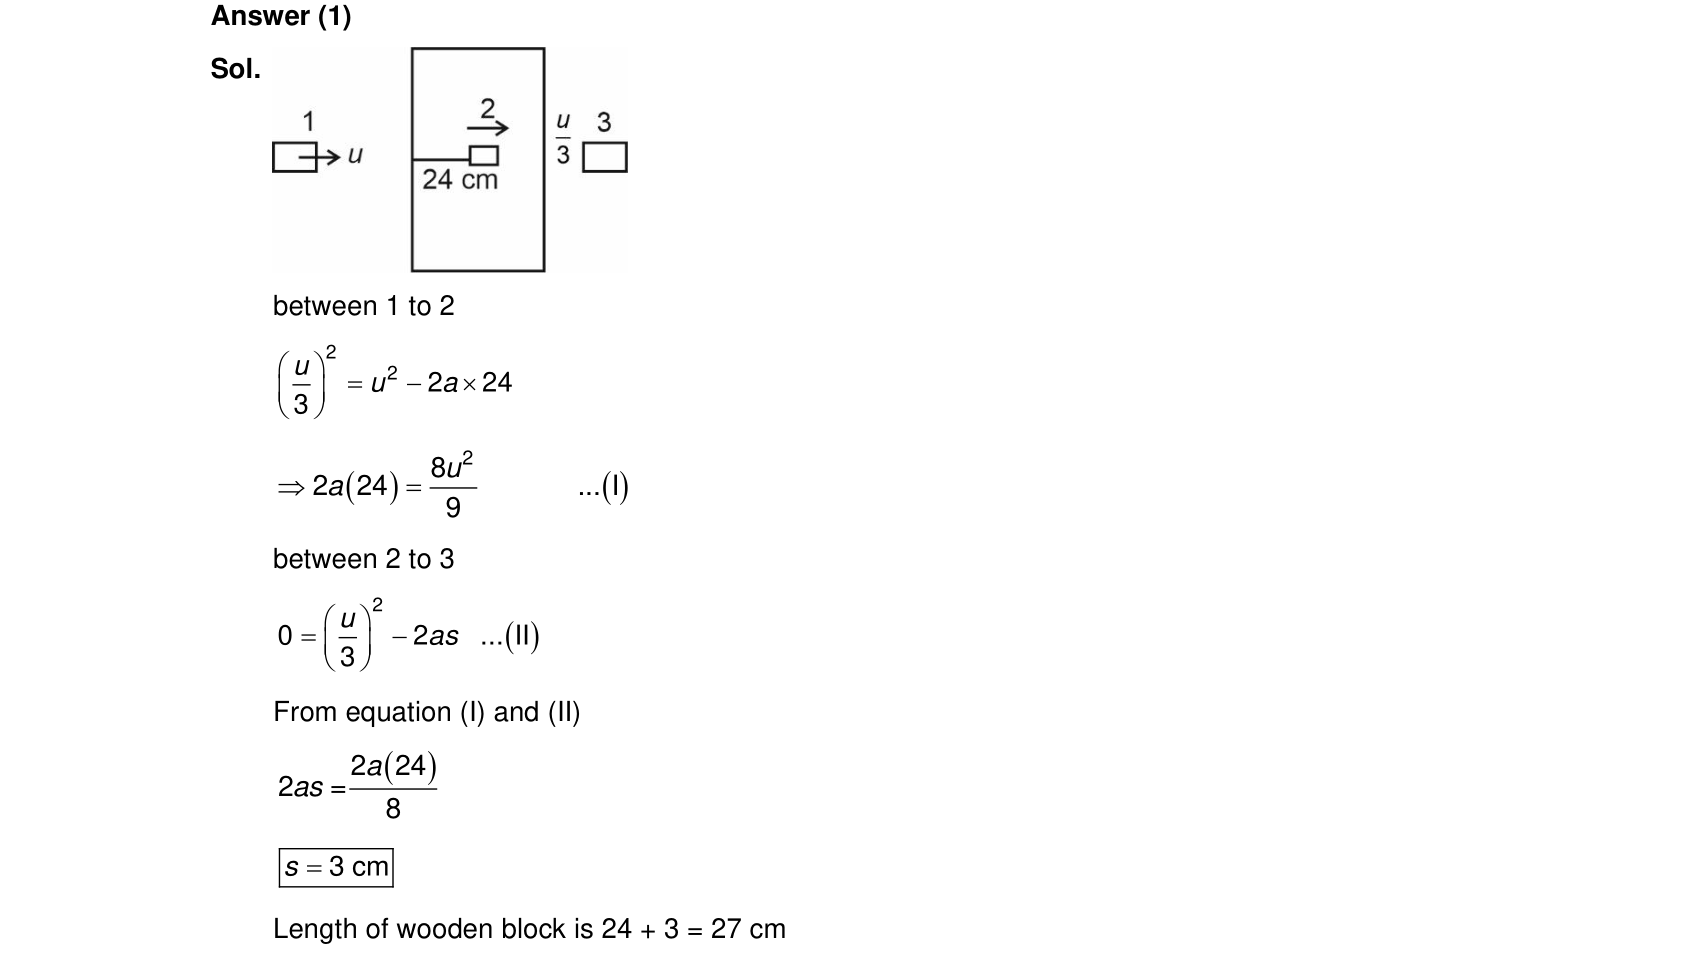 Answer (1)
Sol.
1
u
2
24 cm
u/3
3
between 1 to 2
(u/3)² = u² – 2a × 24
⇒ 2a(24) = 8u²/9 ...(I)
between 2 to 3
0 = (u/3)² – 2as ...(II)
From equation (I) and (II)
2as = 2a(24)/8
s = 3 cm
Length of wooden block is 24 + 3 = 27 cm